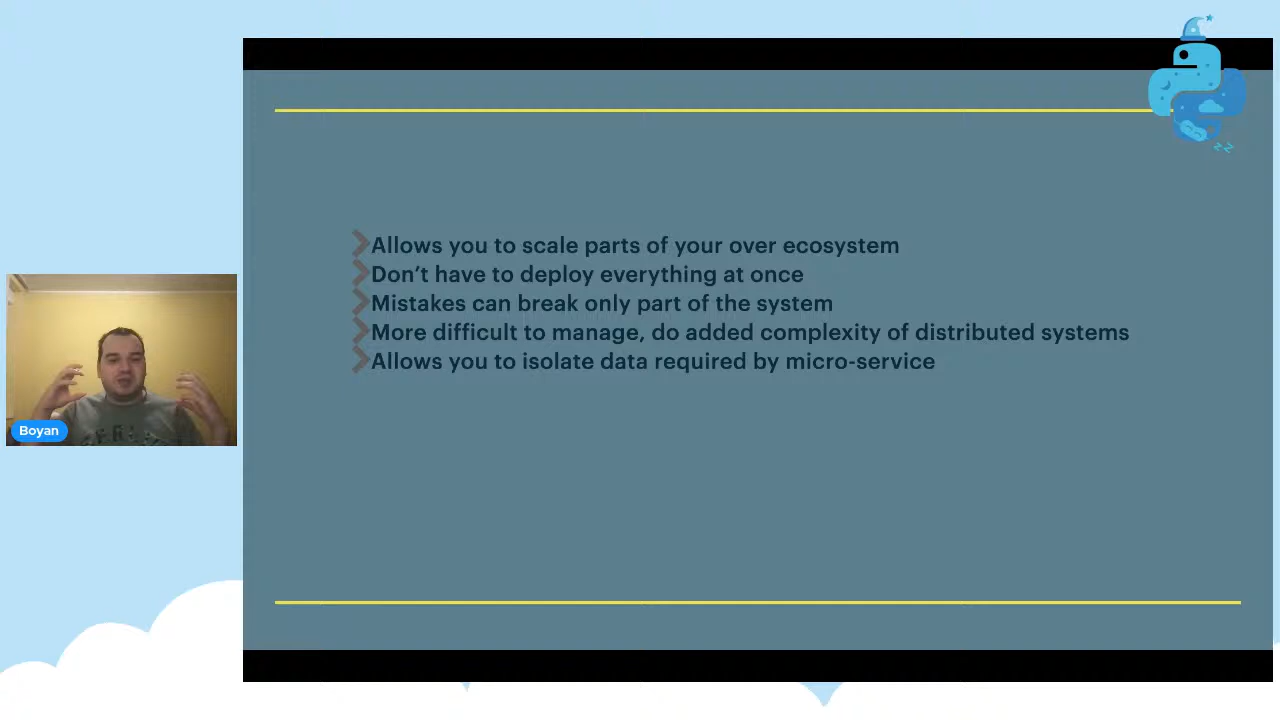 Allows you to scale parts of your over ecosystem
Don't have to deploy everything at once
Mistakes can break only part of the system
More difficult to manage, do added complexity of distributed systems
Allows you to isolate data required by micro-service
Boyan
zz